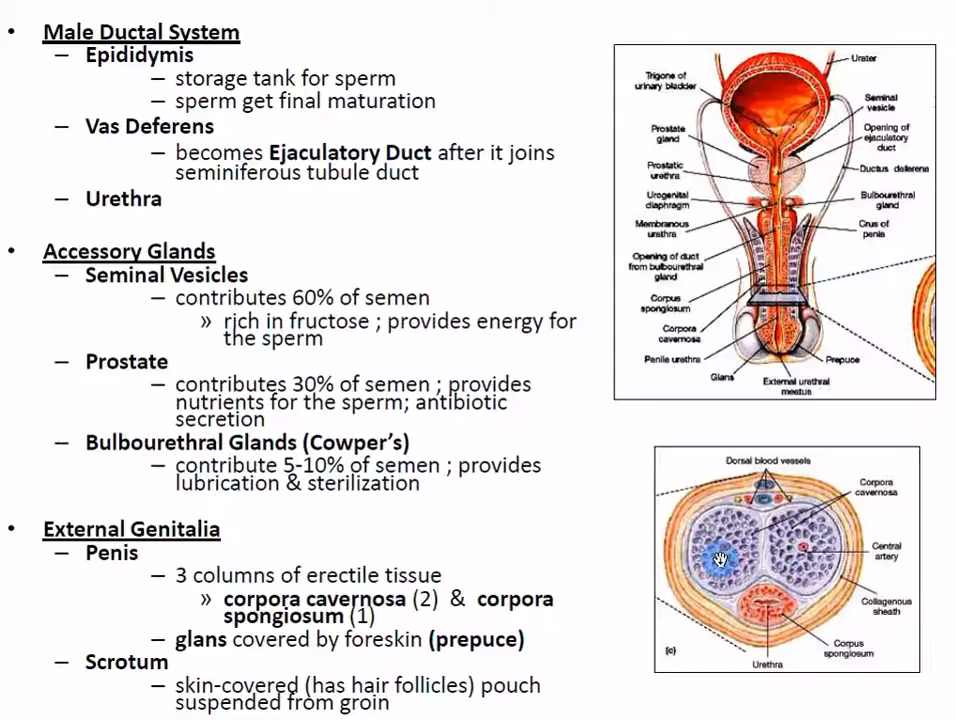 • Male Ductal System
– Epididymis
– storage tank for sperm
– sperm get final maturation
– Vas Deferens
– becomes Ejaculatory Duct after it joins
seminiferous tubule duct
– Urethra
• Accessory Glands
– Seminal Vesicles
– contributes 60% of semen
» rich in fructose ; provides energy for
the sperm
– Prostate
– contributes 30% of semen ; provides
nutrients for the sperm; antibiotic
secretion
– Bulbourethral Glands (Cowper's)
– contribute 5-10% of semen ; provides
lubrication & sterilization
• External Genitalia
– Penis
– 3 columns of erectile tissue
» corpora cavernosa (2) & corpora
spongiosum (1)
– glans covered by foreskin (prepuce)
– Scrotum
– skin-covered (has hair follicles) pouch
suspended from groin
Trigone of
urinary bladder
Prostate
gland
Prostatic
urethra
Urogenital
diaphragm
Membranous
urethra
Opening of duct
from bulbourethral
gland
Corpus
spongiosum
Corpora
cavernosa
Penile urethra
Glans
External urethral
meatus
Ureter
Seminal
vesicle
Opening of
ejaculatory
duct
Ductus deferens
Bulbourethral
gland
Crus of
penis
Prepuce
Dorsal blood vessels
Corpora
cavernosa
Central
artery
Collagenous
sheath
Corpus
spongiosum
Urethra
(c)